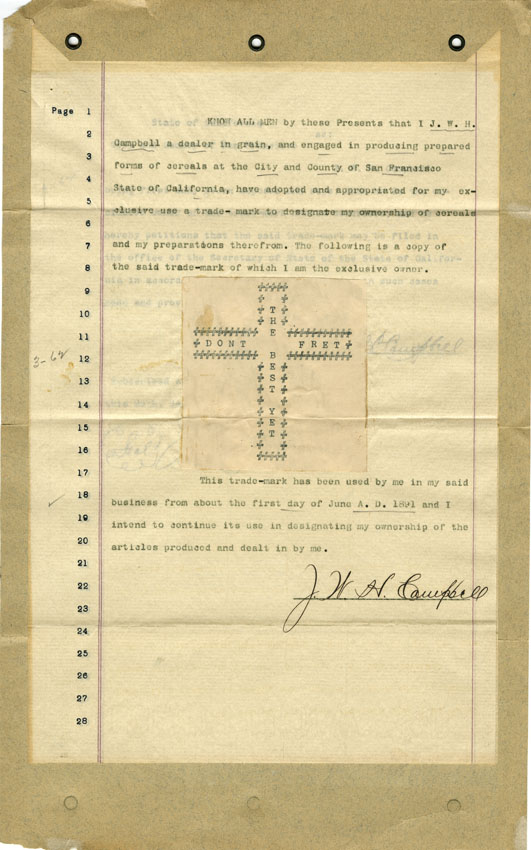 Page 1
KNOW ALL MEN by these Presents that I J. W. H.
2
Campbell a dealer in grain, and engaged in producing prepared
3
forms of cereals at the City and County of San Francisco
4
State of California, have adopted and appropriated for my ex-
5
clusive use a trade-mark to designate my ownership of cereals
6
7
and my preparations therefrom. The following is a copy of
8
the said trade-mark of which I am the exclusive owner.
9
10
11
12
13
14
15
16
THE BEST YET
DONT FRET
3-62
17
This trade-mark has been used by me in my said
18
business from about the first day of June A. D. 1891 and I
19
intend to continue its use in designating my ownership of the
20
articles produced and dealt in by me.
21
22
J. W. H. Campbell
23
24
25
26
27
28